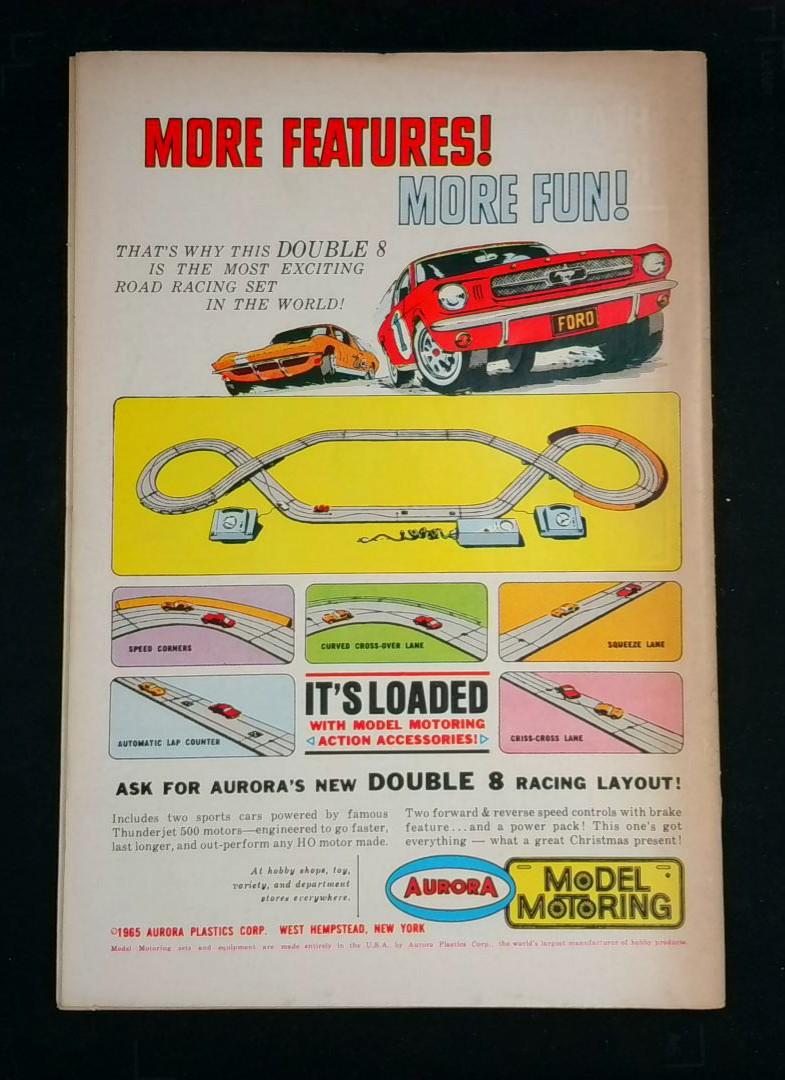 MORE FEATURES!
MORE FUN!
THAT'S WHY THIS DOUBLE 8
IS THE MOST EXCITING
ROAD RACING SET
IN THE WORLD!
1
FORD
SPEED CORNERS
CURVED CROSS-OVER LANE
SQUEEZE LANE
AUTOMATIC LAP COUNTER
IT'S LOADED
WITH MODEL MOTORING
ACTION ACCESSORIES!
CRISS-CROSS LANE
ASK FOR AURORA'S NEW DOUBLE 8 RACING LAYOUT!
Includes two sports cars powered by famous
Thunderjet 500 motors—engineered to go faster,
last longer, and out-perform any HO motor made.
Two forward & reverse speed controls with brake
feature...and a power pack! This one's got
everything — what a great Christmas present!
At hobby shops, toy,
variety, and department
stores everywhere.
AURORA
MODEL
MOTORING
©1965 AURORA PLASTICS CORP. WEST HEMPSTEAD, NEW YORK
Model Motoring sets and equipment are made entirely in the U.S.A. by Aurora Plastics Corp., the world's largest manufacturer of hobby products.